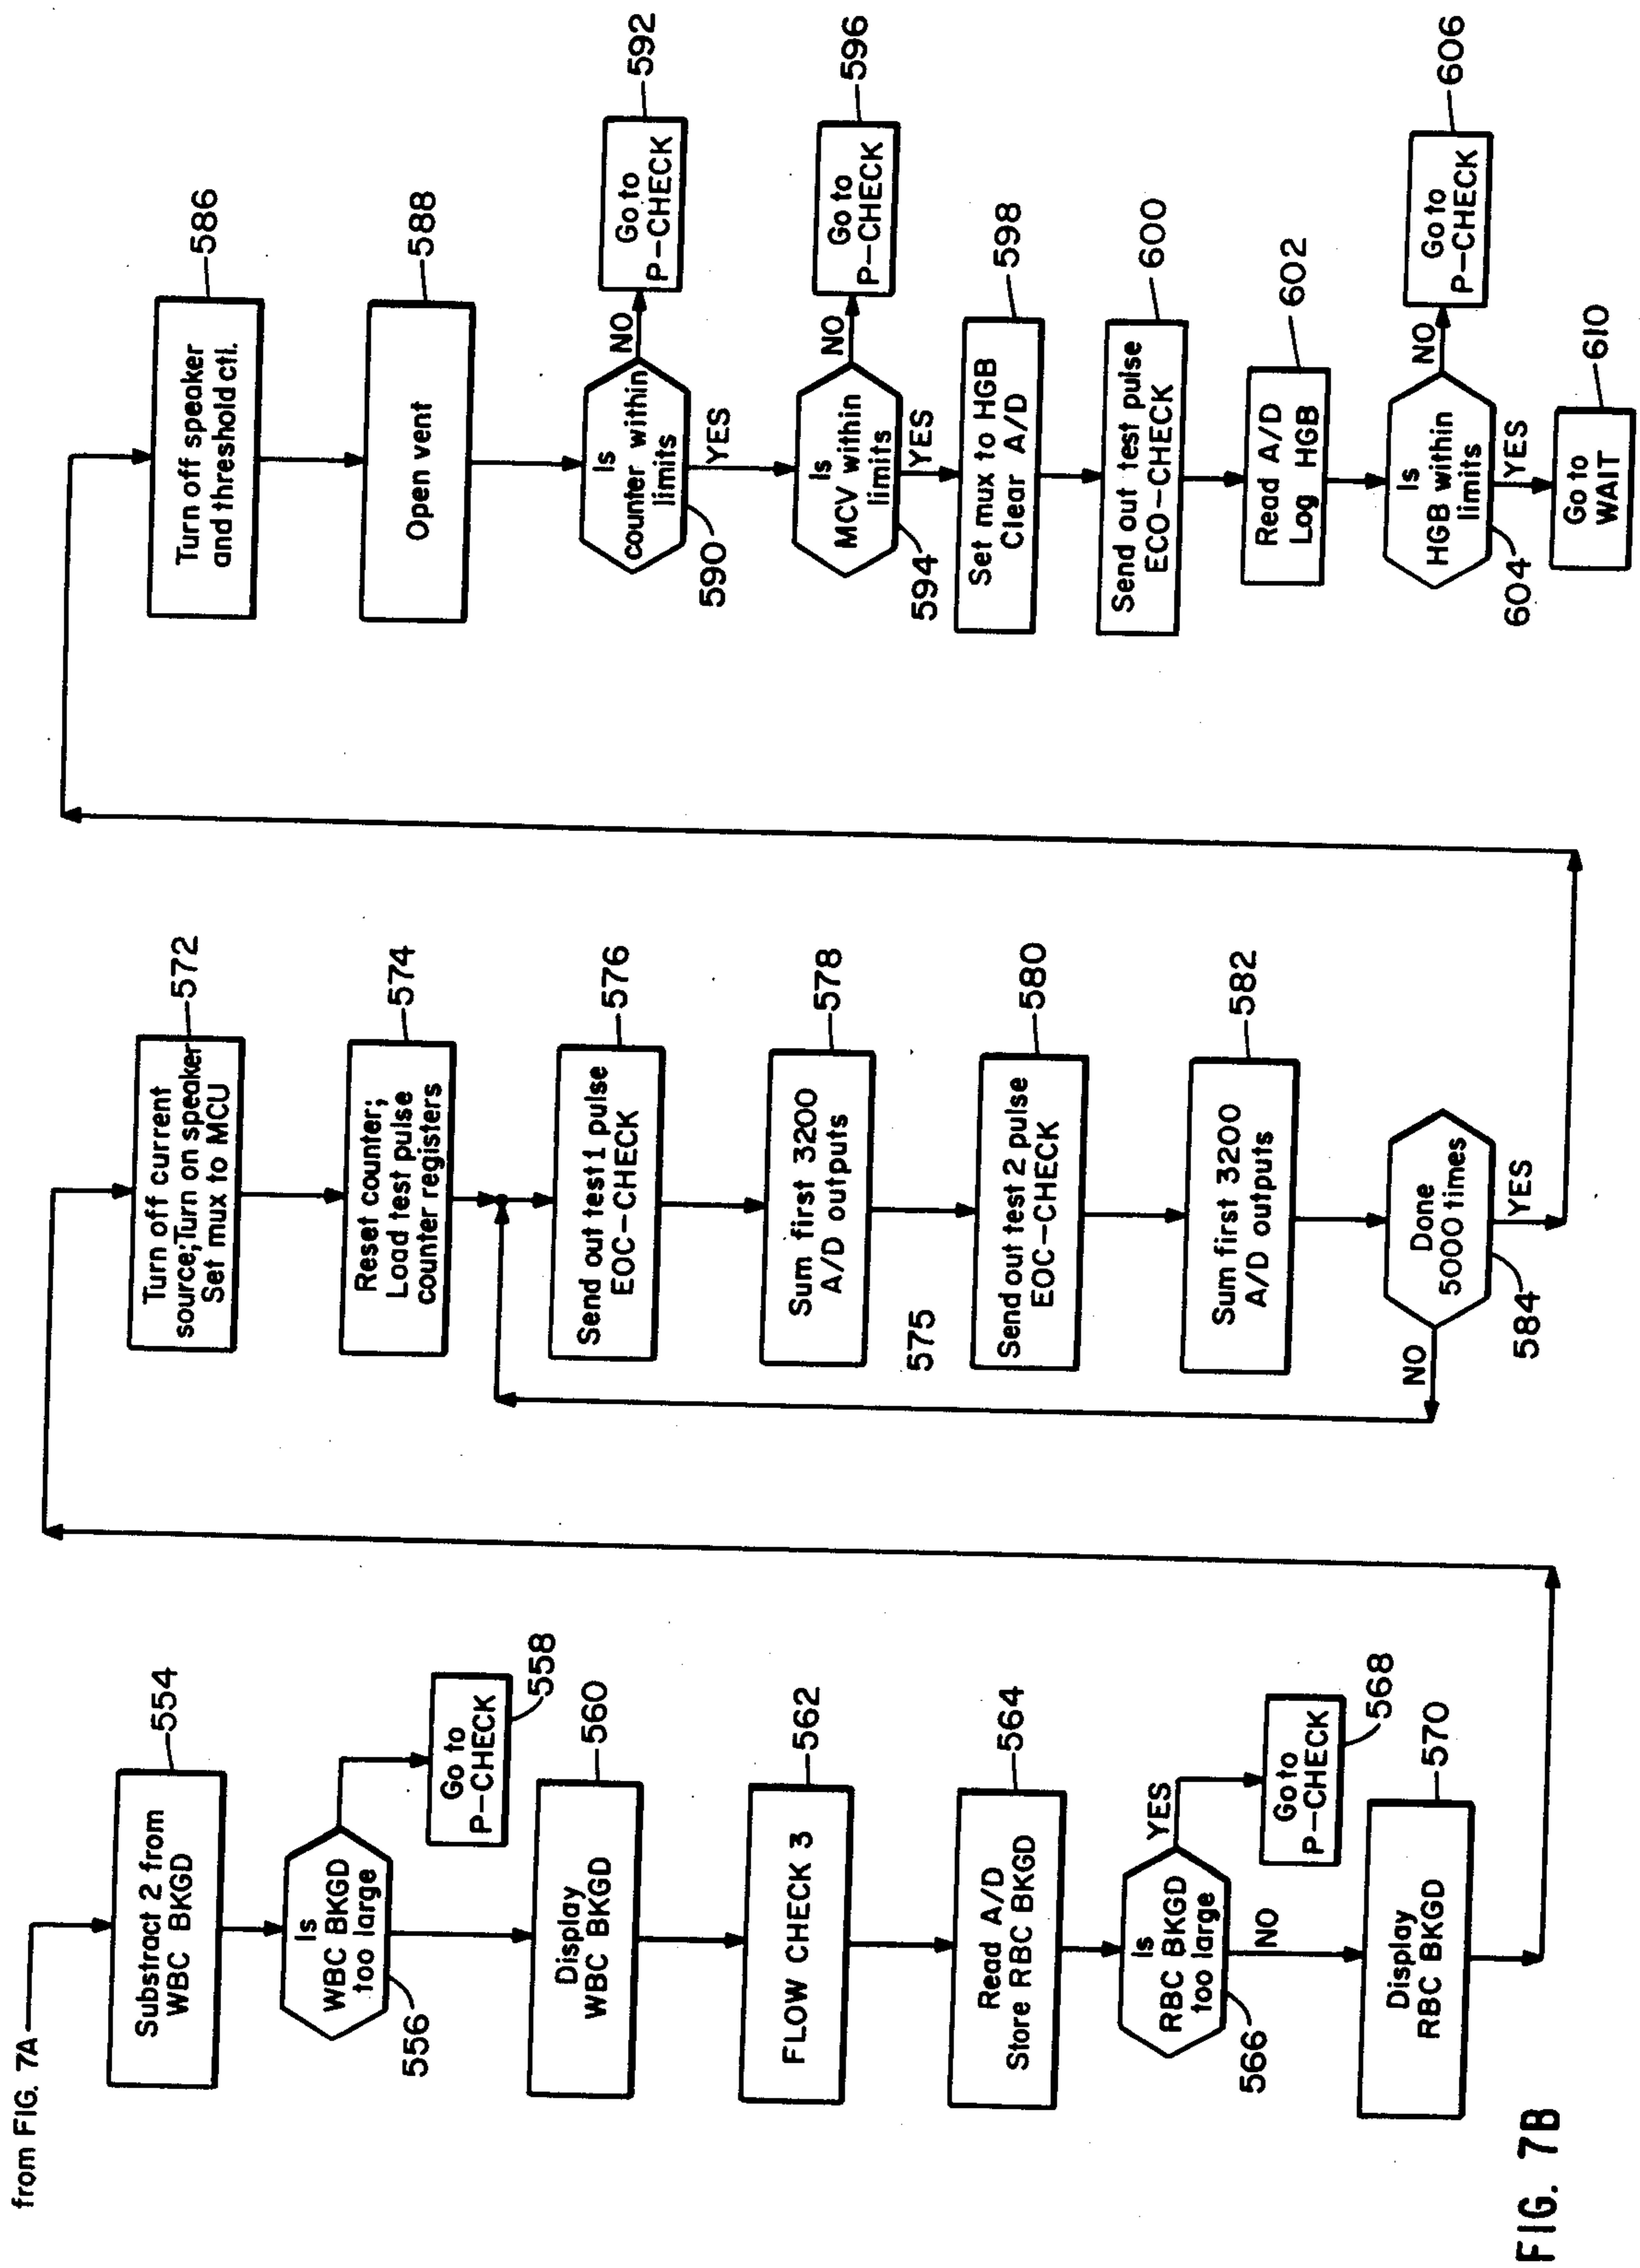 from FIG. 7A
Substract 2 from
WBC BKGD
554
Is
WBC BKGD
too large
556
Go to
P-CHECK
558
Display
WBC BKGD
560
FLOW CHECK 3
562
Read A/D
Store RBC BKGD
564
Is
RBC BKGD
too large
566
YES
NO
Go to
P-CHECK
568
Display
RBC BKGD
570
Turn off current
source;Turn on speaker
Set mux to MCU
572
Reset counter;
Load test pulse
counter registers
574
Send out test 1 pulse
EOC-CHECK
576
Sum first 3200
A/D outputs
578
575
Send out test 2 pulse
EOC-CHECK
580
Sum first 3200
A/D outputs
582
Done
5000 times
584
NO
YES
Turn off speaker
and threshold ctl.
586
Open vent
588
Is
counter within
limits
590
NO
YES
Go to
P-CHECK
592
Is
MCV within
limits
594
NO
YES
Go to
P-CHECK
596
Set mux to HGB
Clear A/D
598
Send out test pulse
ECO-CHECK
600
Read A/D
Log HGB
602
Is
HGB within
limits
604
NO
YES
Go to
P-CHECK
606
Go to
WAIT
610
FIG. 7B